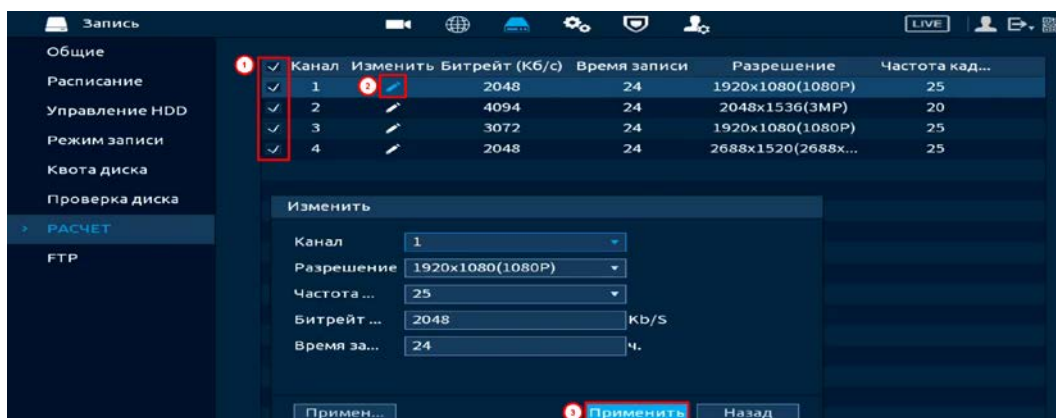 Запись LIVE
Общие
Расписание
Управление HDD
Режим записи
Квота диска
Проверка диска
РАСЧЕТ
FTP
1 Канал Изменить Битрейт (Кб/с) Время записи Разрешение Частота кад...
1 2 2048 24 1920x1080(1080P) 25
2 4094 24 2048x1536(3MP) 20
3 3072 24 1920x1080(1080P) 25
4 2048 24 2688x1520(2688x... 25
Изменить
Канал 1
Разрешение 1920x1080(1080P)
Частота ... 25
Битрейт ... 2048 Kb/S
Время за... 24 ч.
Примен... 3 Применить Назад